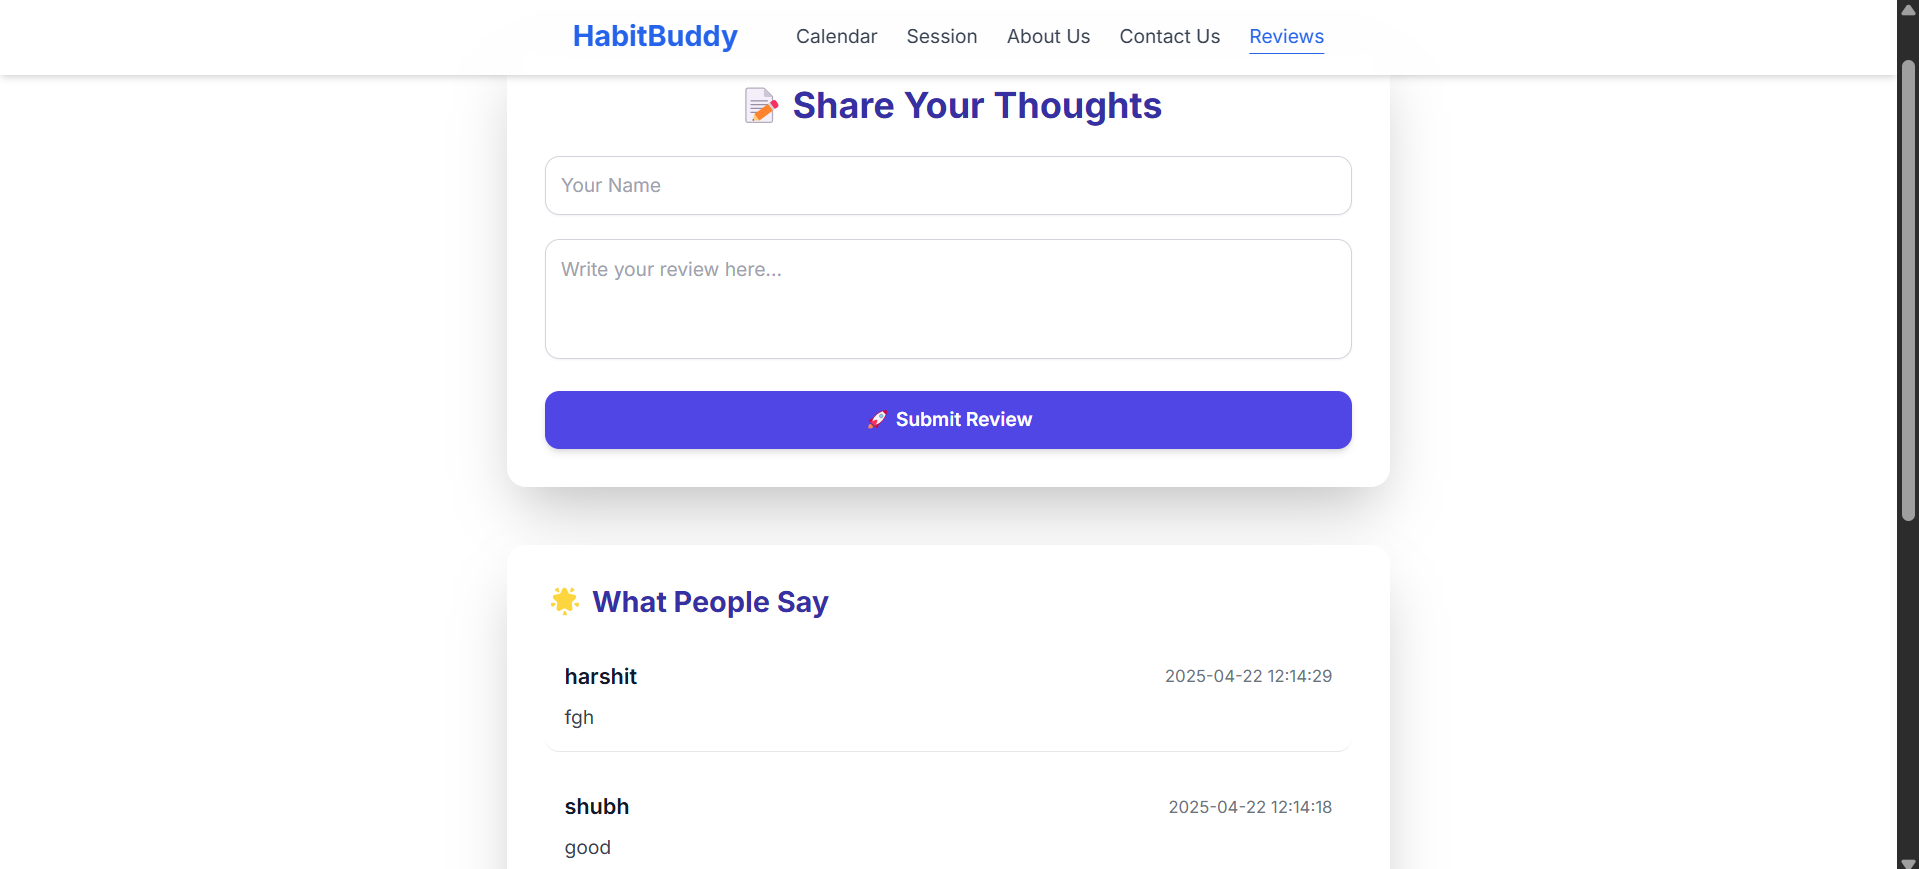 HabitBuddy Calendar Session About Us Contact Us Reviews
📝 Share Your Thoughts
Your Name
Write your review here...
🚀 Submit Review
🌟 What People Say
harshit 2025-04-22 12:14:29
fgh
shubh 2025-04-22 12:14:18
good